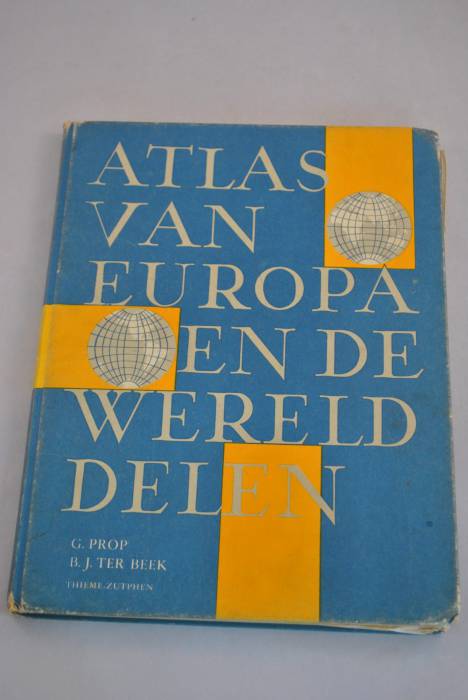 ATLAS
VAN
EUROPA
EN DE
WERELD
DELEN
G. PROP
B. J. TER BEEK
THIEME-ZUTPHEN